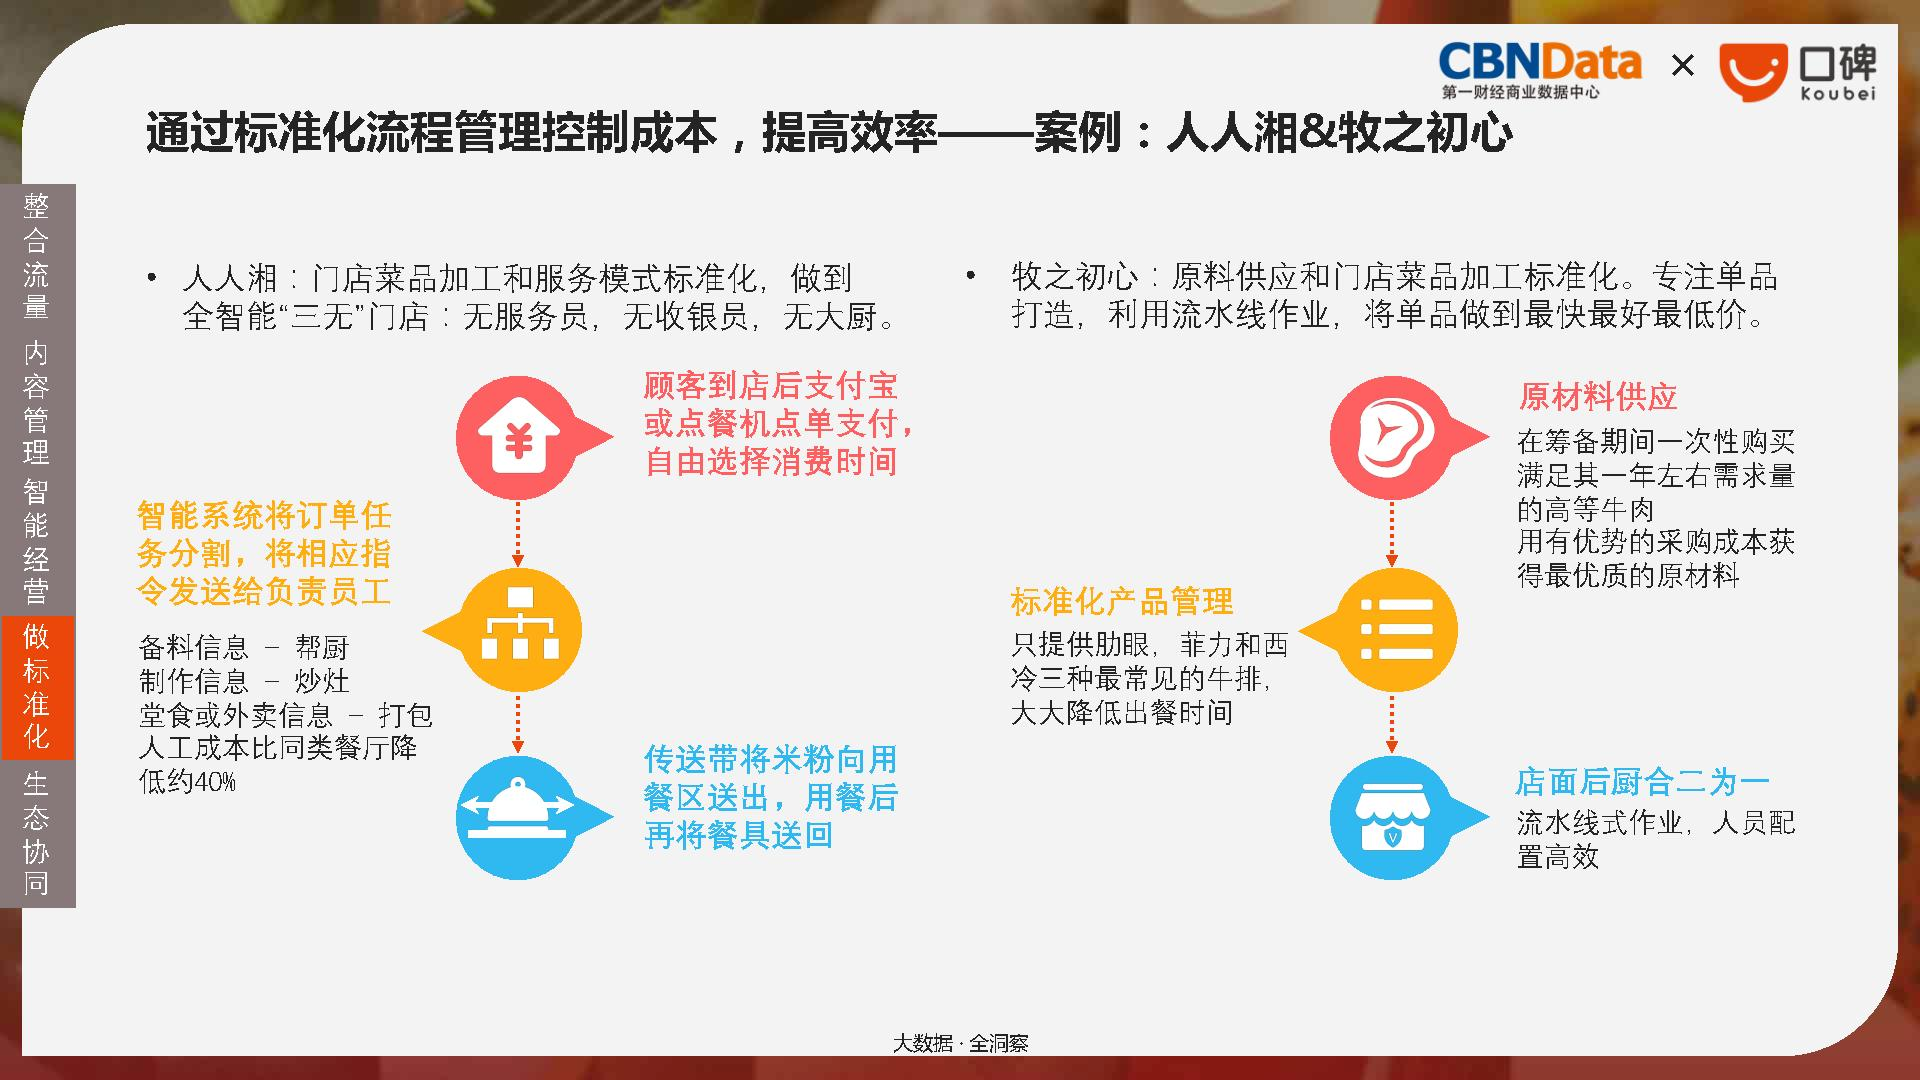 CBNData × 口碑
第一财经商业数据中心
Koubei
通过标准化流程管理控制成本，提高效率——案例：人人湘&牧之初心
整合流量
内容管理
智能经营
做标准化
生态协同
• 人人湘：门店菜品加工和服务模式标准化，做到
全智能“三无”门店：无服务员，无收银员，无大厨。
顾客到店后支付宝
或点餐机点单支付，
自由选择消费时间
智能系统将订单任
务分割，将相应指
令发送给负责员工
备料信息 – 帮厨
制作信息 – 炒灶
堂食或外卖信息 – 打包
人工成本比同类餐厅降
低约40%
传送带将米粉向用
餐区送出，用餐后
再将餐具送回
• 牧之初心：原料供应和门店菜品加工标准化。专注单品
打造，利用流水线作业，将单品做到最快最好最低价。
原材料供应
在筹备期间一次性购买
满足其一年左右需求量
的高等牛肉
用有优势的采购成本获
得最优质的原材料
标准化产品管理
只提供肋眼，菲力和西
冷三种最常见的牛排，
大大降低出餐时间
店面后厨合二为一
流水线式作业，人员配
置高效
大数据·全洞察